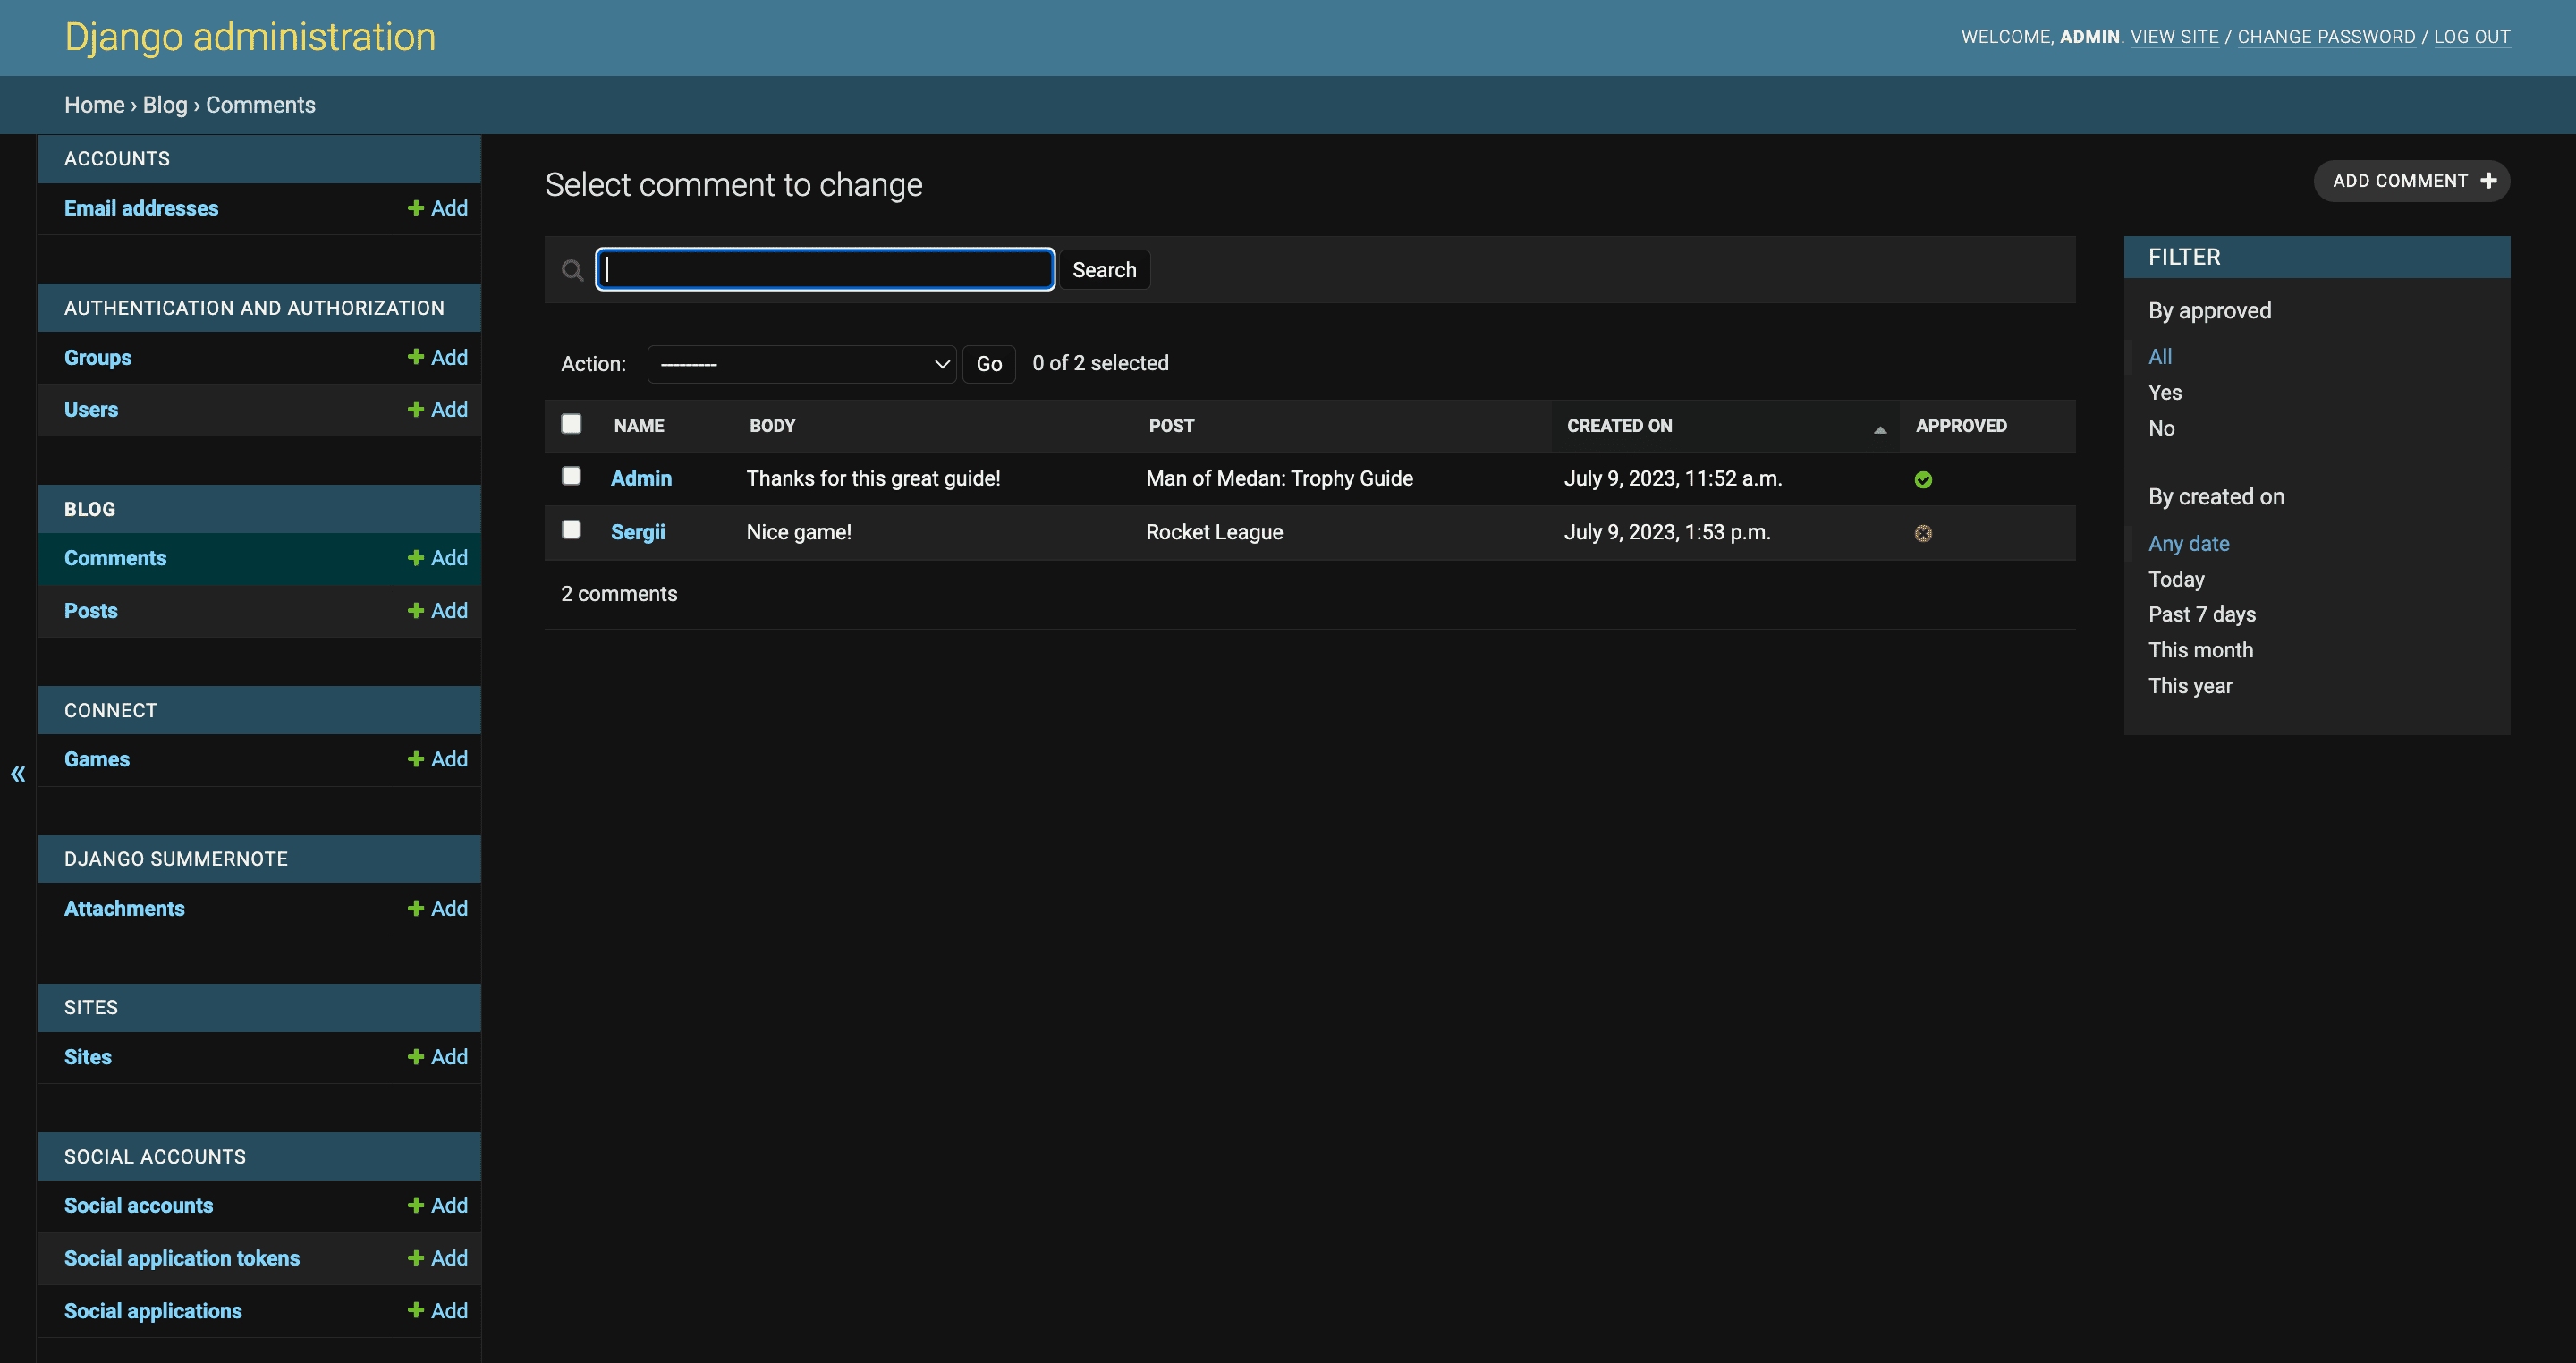 Django administration
WELCOME, ADMIN. VIEW SITE / CHANGE PASSWORD / LOG OUT
Home › Blog › Comments
ACCOUNTS
Email addresses + Add
AUTHENTICATION AND AUTHORIZATION
Groups + Add
Users + Add
BLOG
Comments + Add
Posts + Add
CONNECT
Games + Add
DJANGO SUMMERNOTE
Attachments + Add
SITES
Sites + Add
SOCIAL ACCOUNTS
Social accounts + Add
Social application tokens + Add
Social applications + Add
«
Select comment to change
ADD COMMENT +
Search
Action: --------- Go 0 of 2 selected
NAME BODY POST CREATED ON APPROVED
Admin Thanks for this great guide! Man of Medan: Trophy Guide July 9, 2023, 11:52 a.m.
Sergii Nice game! Rocket League July 9, 2023, 1:53 p.m.
2 comments
FILTER
By approved
All
Yes
No
By created on
Any date
Today
Past 7 days
This month
This year